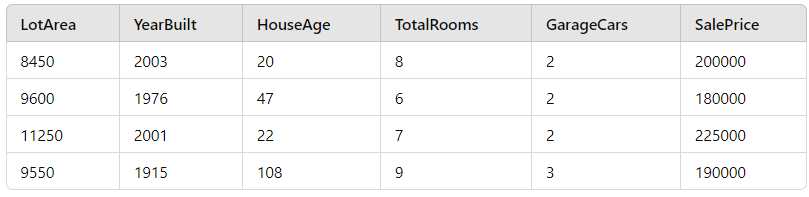 LotArea YearBuilt HouseAge TotalRooms GarageCars SalePrice
8450 2003 20 8 2 200000
9600 1976 47 6 2 180000
11250 2001 22 7 2 225000
9550 1915 108 9 3 190000